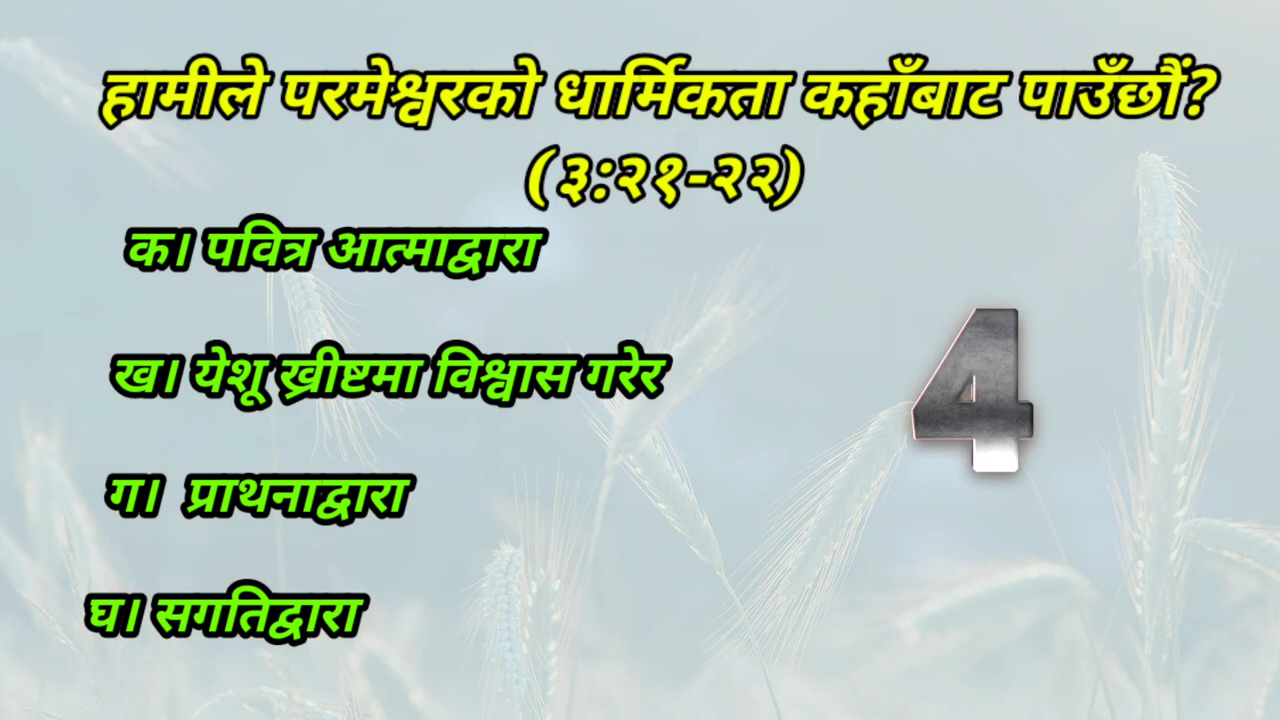 हामीले परमेश्वरको धार्मिकता कहाँबाट पाउँछौं?
(३:२१-२२)
क। पवित्र आत्माद्वारा
ख। येशू ख्रीष्टमा विश्वास गरेर
4
ग। प्राथनाद्वारा
घ। सगतिद्वारा